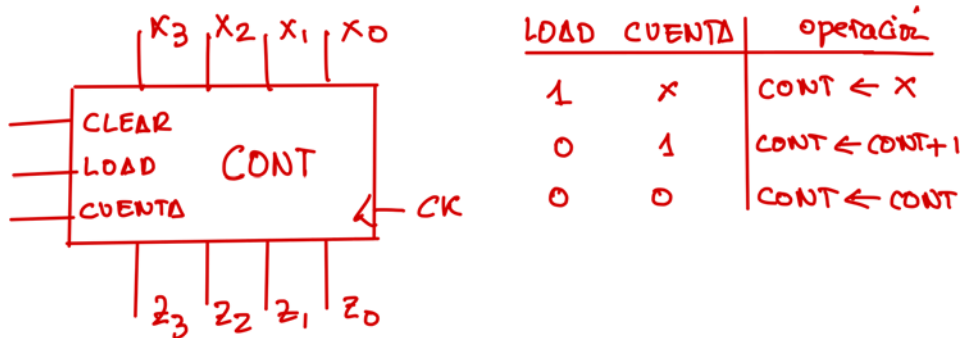 X3 X2 X1 X0
CLEAR
LOAD
CUENTA
CONT
CK
Z3 Z2 Z1 Z0
LOAD CUENTA operación
1 x CONT ← X
0 1 CONT ← CONT+1
0 0 CONT ← CONT